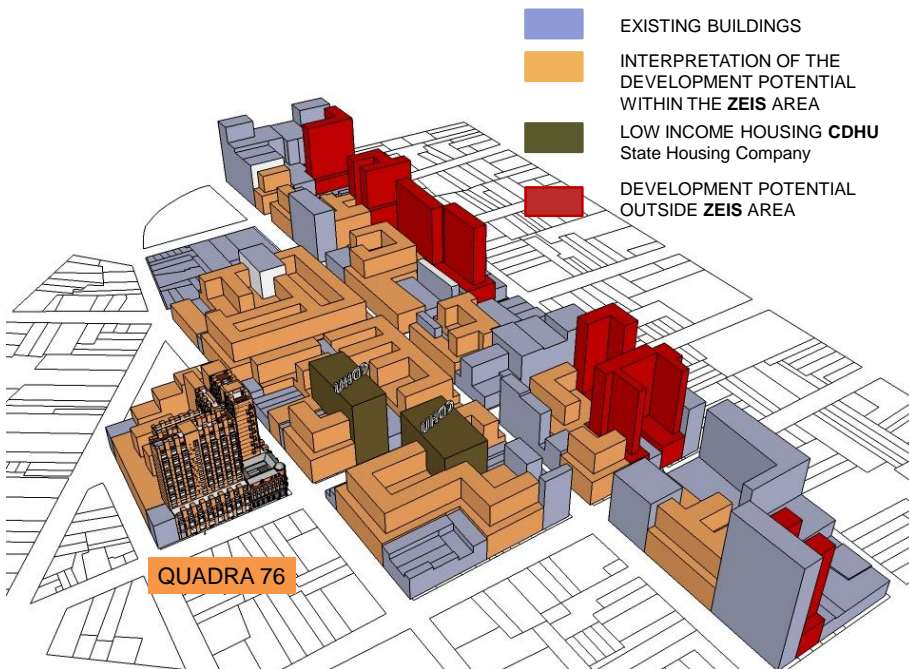 EXISTING BUILDINGS
INTERPRETATION OF THE
DEVELOPMENT POTENTIAL
WITHIN THE ZEIS AREA
LOW INCOME HOUSING CDHU
State Housing Company
DEVELOPMENT POTENTIAL
OUTSIDE ZEIS AREA
CDHU
CDHU
QUADRA 76